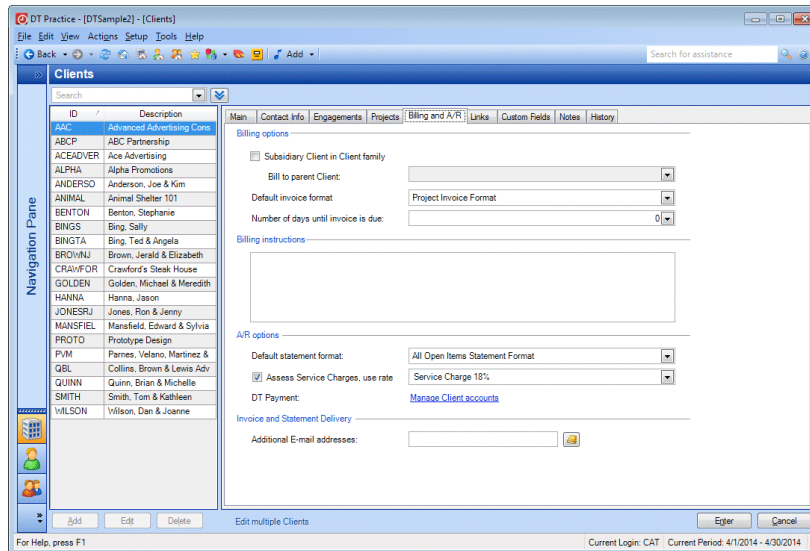 DT Practice - [DTSample2] - [Clients]
File Edit View Actions Setup Tools Help
Back Add Search for assistance
Clients
Search
ID Description
AAC Advanced Advertising Cons
ABCP ABC Partnership
ACEADVER Ace Advertising
ALPHA Alpha Promotions
ANDERSO Anderson, Joe & Kim
ANIMAL Animal Shelter 101
BENTON Benton, Stephanie
BINGS Bing, Sally
BINGTA Bing, Ted & Angela
BROWNJ Brown, Jerald & Elizabeth
CRAWFOR Crawford's Steak House
GOLDEN Golden, Michael & Meredith
HANNA Hanna, Jason
JONESRJ Jones, Ron & Jenny
MANSFIEL Mansfield, Edward & Sylvia
PROTO Prototype Design
PVM Parnes, Velano, Martinez &
QBL Collins, Brown & Lewis Adv
QUINN Quinn, Brian & Michelle
SMITH Smith, Tom & Kathleen
WILSON Wilson, Dan & Joanne
Navigation Pane
Main Contact Info Engagements Projects Billing and A/R Links Custom Fields Notes History
Billing options
Subsidiary Client in Client family
Bill to parent Client:
Default invoice format Project Invoice Format
Number of days until invoice is due: 0
Billing instructions
A/R options
Default statement format: All Open Items Statement Format
Assess Service Charges, use rate Service Charge 18%
DT Payment: Manage Client accounts
Invoice and Statement Delivery
Additional E-mail addresses:
Add Edit Delete Edit multiple Clients Enter Cancel
For Help, press F1 Current Login: CAT Current Period: 4/1/2014 - 4/30/2014